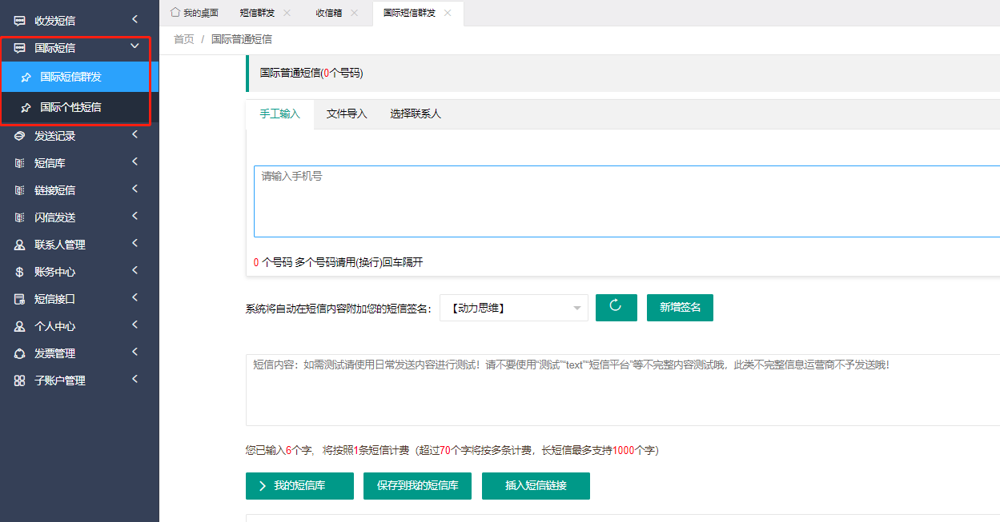 收发短信
国际短信
国际短信群发
国际个性短信
发送记录
短信库
链接短信
闪信发送
联系人管理
账务中心
短信接口
个人中心
发票管理
子账户管理
我的桌面 短信群发 收信箱 国际短信群发
首页 / 国际普通短信
国际普通短信(0个号码)
手工输入 文件导入 选择联系人
请输入手机号
0 个号码 多个号码请用(换行)回车隔开
系统将自动在短信内容附加您的短信签名： 【动力思维】 新增签名
短信内容：如需测试请使用日常发送内容进行测试！请不要使用“测试”“text”“短信平台”等不完整内容测试哦，此类不完整信息运营商不予发送哦！
您已输入6个字， 将按照1条短信计费（超过70个字将按多条计费，长短信最多支持1000个字）
我的短信库 保存到我的短信库 插入短信链接